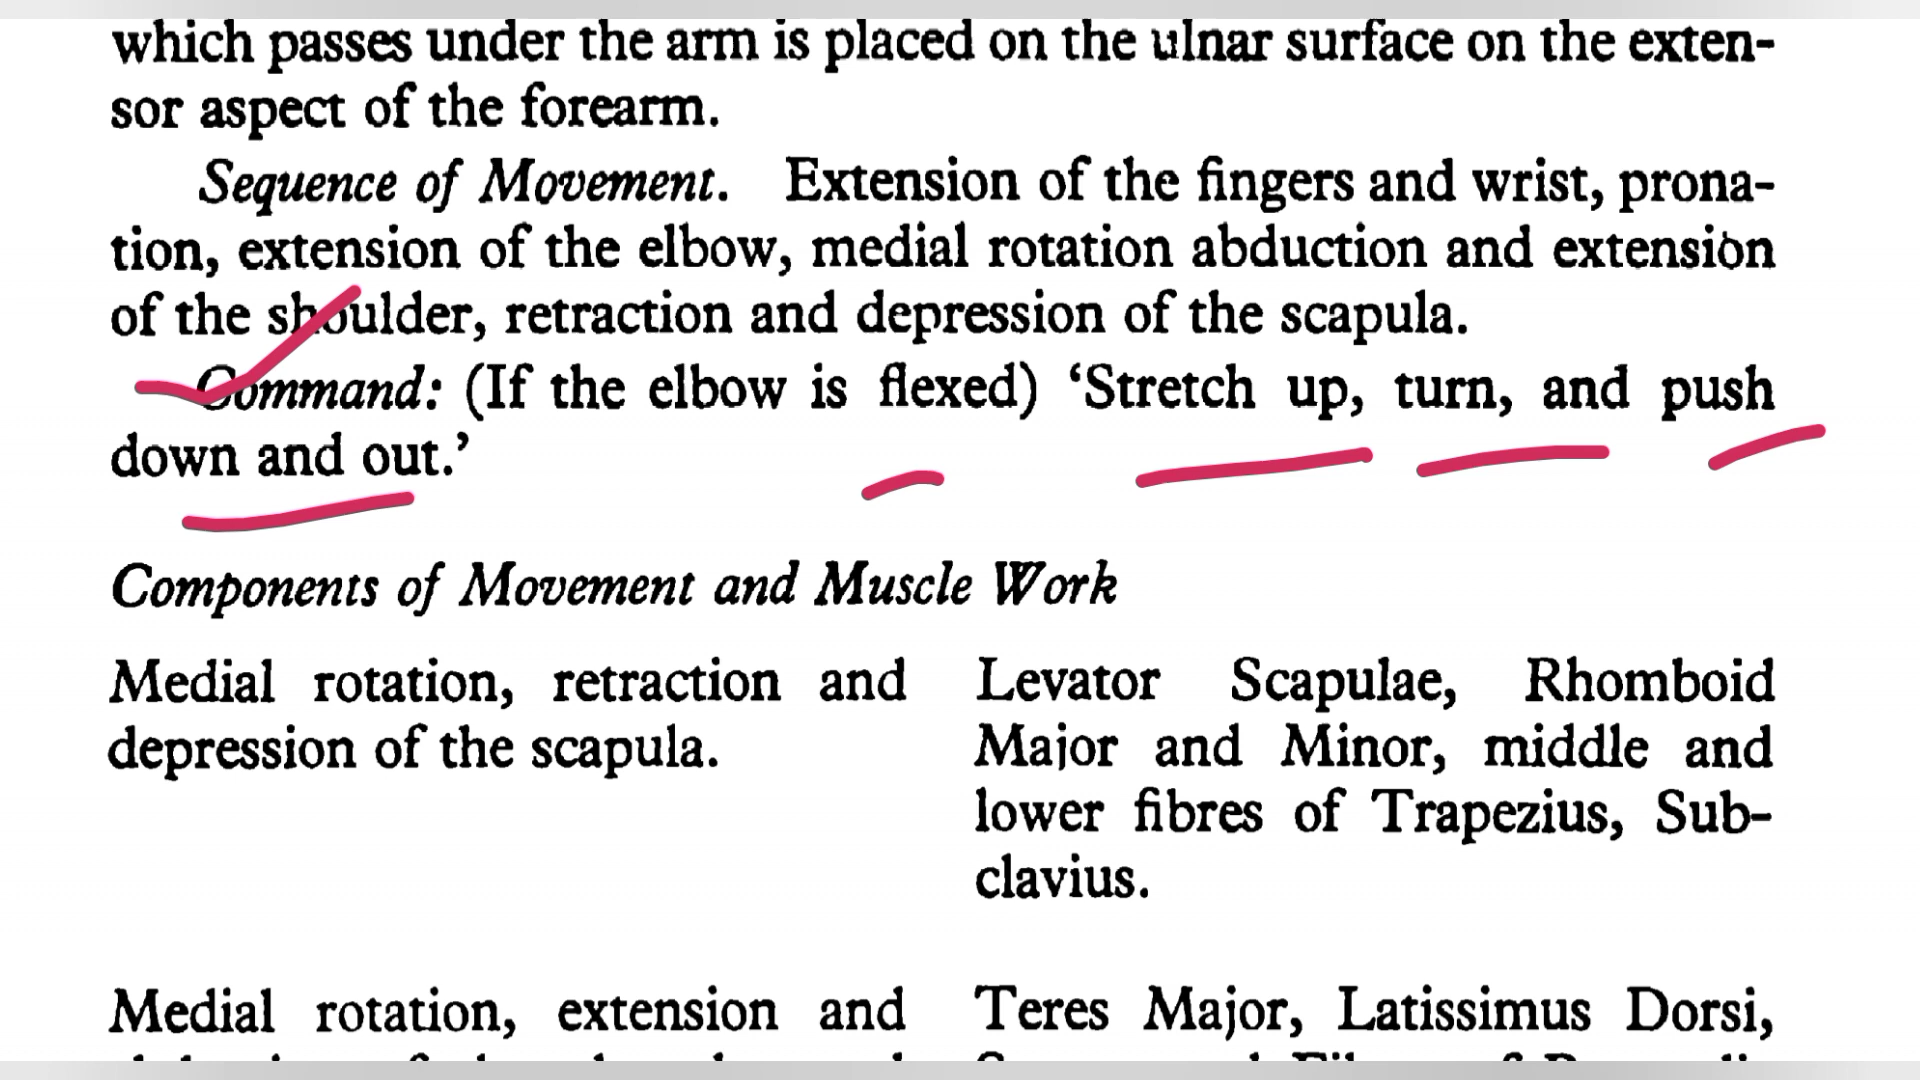 which passes under the arm is placed on the ulnar surface on the exten-
sor aspect of the forearm.
Sequence of Movement. Extension of the fingers and wrist, prona-
tion, extension of the elbow, medial rotation abduction and extension
of the shoulder, retraction and depression of the scapula.
Command: (If the elbow is flexed) ‘Stretch up, turn, and push
down and out.’
Components of Movement and Muscle Work
Medial rotation, retraction and
depression of the scapula.
Levator Scapulae, Rhomboid
Major and Minor, middle and
lower fibres of Trapezius, Sub-
clavius.
Medial rotation, extension and
Teres Major, Latissimus Dorsi,